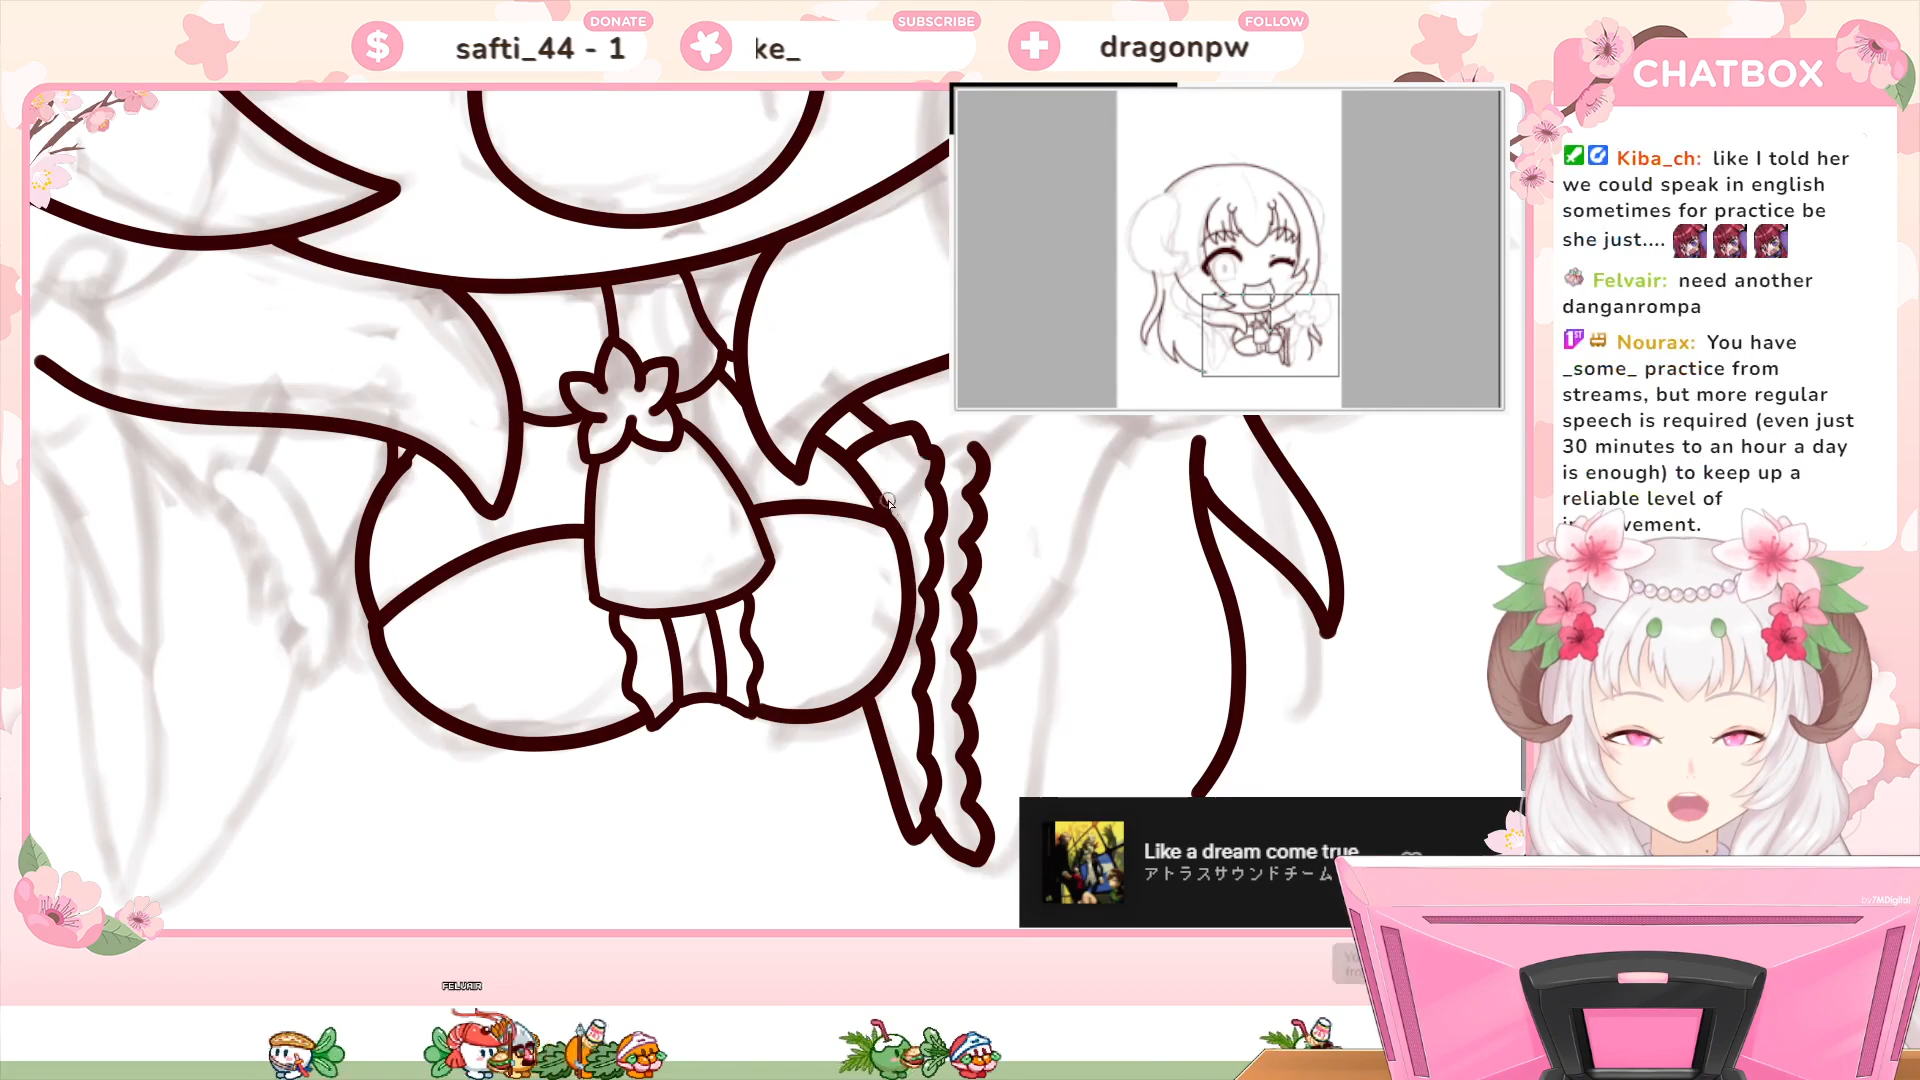 DONATE
SUBSCRIBE
FOLLOW
safti_44 - 1
ke_
dragonpw
CHATBOX
Kiba_ch: like I told her
we could speak in english
sometimes for practice be
she just....
Felvair: need another
danganrompa
Nourax: You have
_some_ practice from
streams, but more regular
speech is required (even just
30 minutes to an hour a day
is enough) to keep up a
reliable level of
Like a dream come true
アトラスサウンドチーム
by7MDigital
FELVAIR